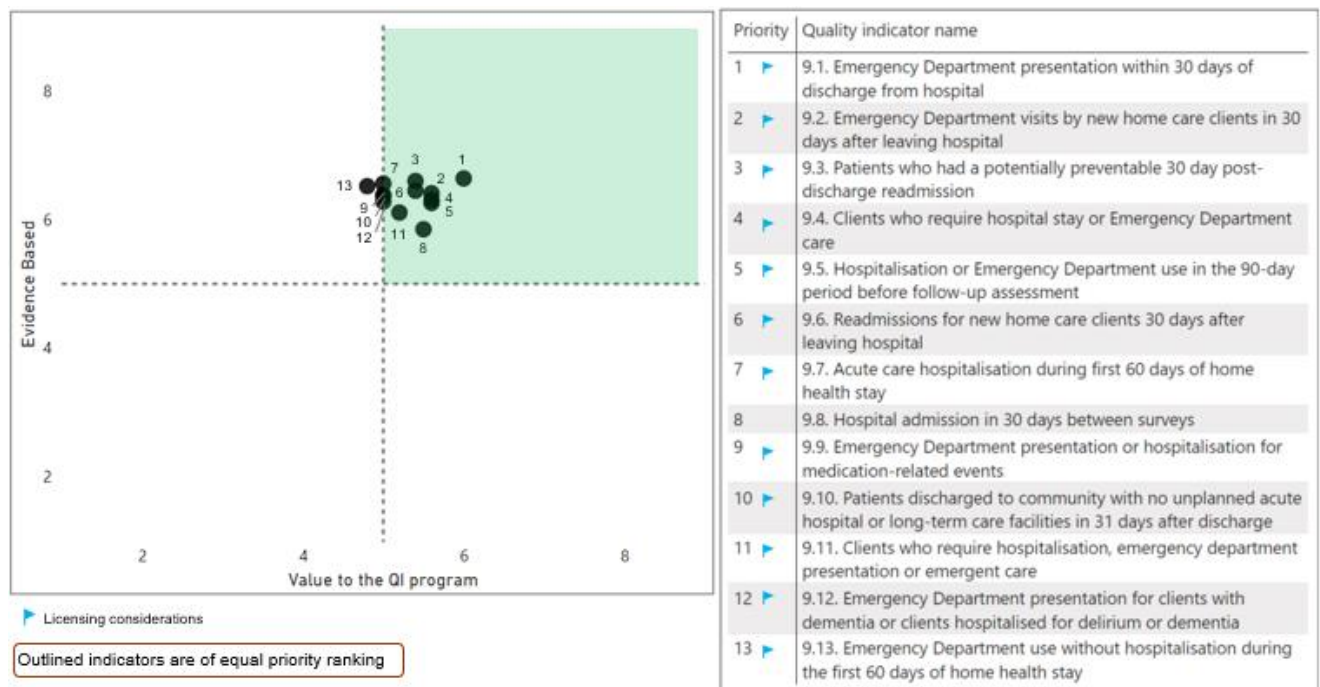 8
6
4
2
Evidence Based
13
7
3
1
6
2
4
5
9
10
12
11
8
2
4
6
8
Value to the QI program
Licensing considerations
Outlined indicators are of equal priority ranking
Priority Quality indicator name
1 9.1. Emergency Department presentation within 30 days of
discharge from hospital
2 9.2. Emergency Department visits by new home care clients in 30
days after leaving hospital
3 9.3. Patients who had a potentially preventable 30 day post-
discharge readmission
4 9.4. Clients who require hospital stay or Emergency Department
care
5 9.5. Hospitalisation or Emergency Department use in the 90-day
period before follow-up assessment
6 9.6. Readmissions for new home care clients 30 days after
leaving hospital
7 9.7. Acute care hospitalisation during first 60 days of home
health stay
8 9.8. Hospital admission in 30 days between surveys
9 9.9. Emergency Department presentation or hospitalisation for
medication-related events
10 9.10. Patients discharged to community with no unplanned acute
hospital or long-term care facilities in 31 days after discharge
11 9.11. Clients who require hospitalisation, emergency department
presentation or emergent care
12 9.12. Emergency Department presentation for clients with
dementia or clients hospitalised for delirium or dementia
13 9.13. Emergency Department use without hospitalisation during
the first 60 days of home health stay